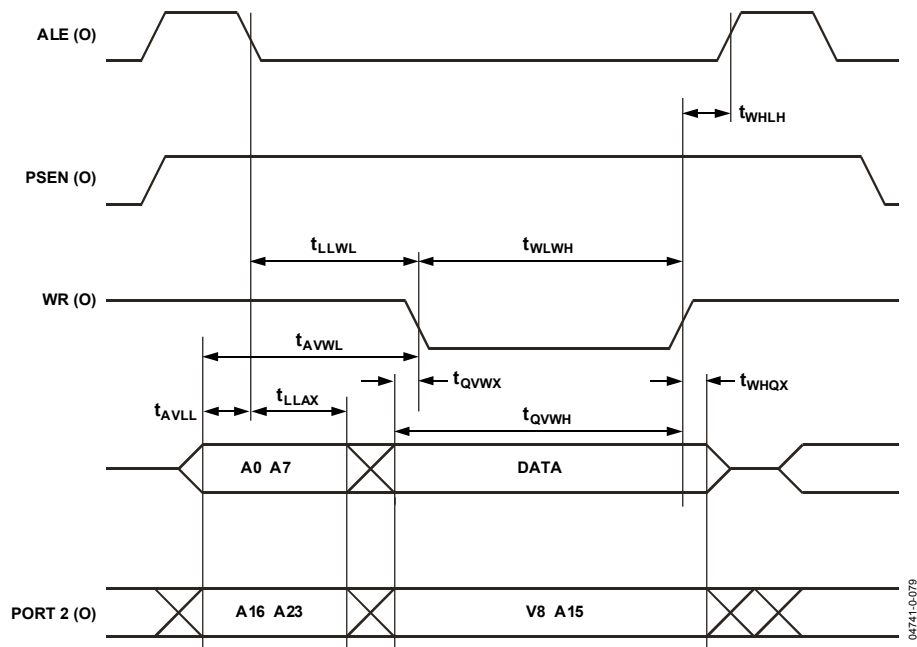 ALE (O)
tWHLH
PSEN (O)
tLLWL
tWLWH
WR (O)
tAVWL
tQVWX
tWHQX
tAVLL
tLLAX
tQVWH
A0 A7
DATA
PORT 2 (O)
A16 A23
V8 A15
04741-0-079